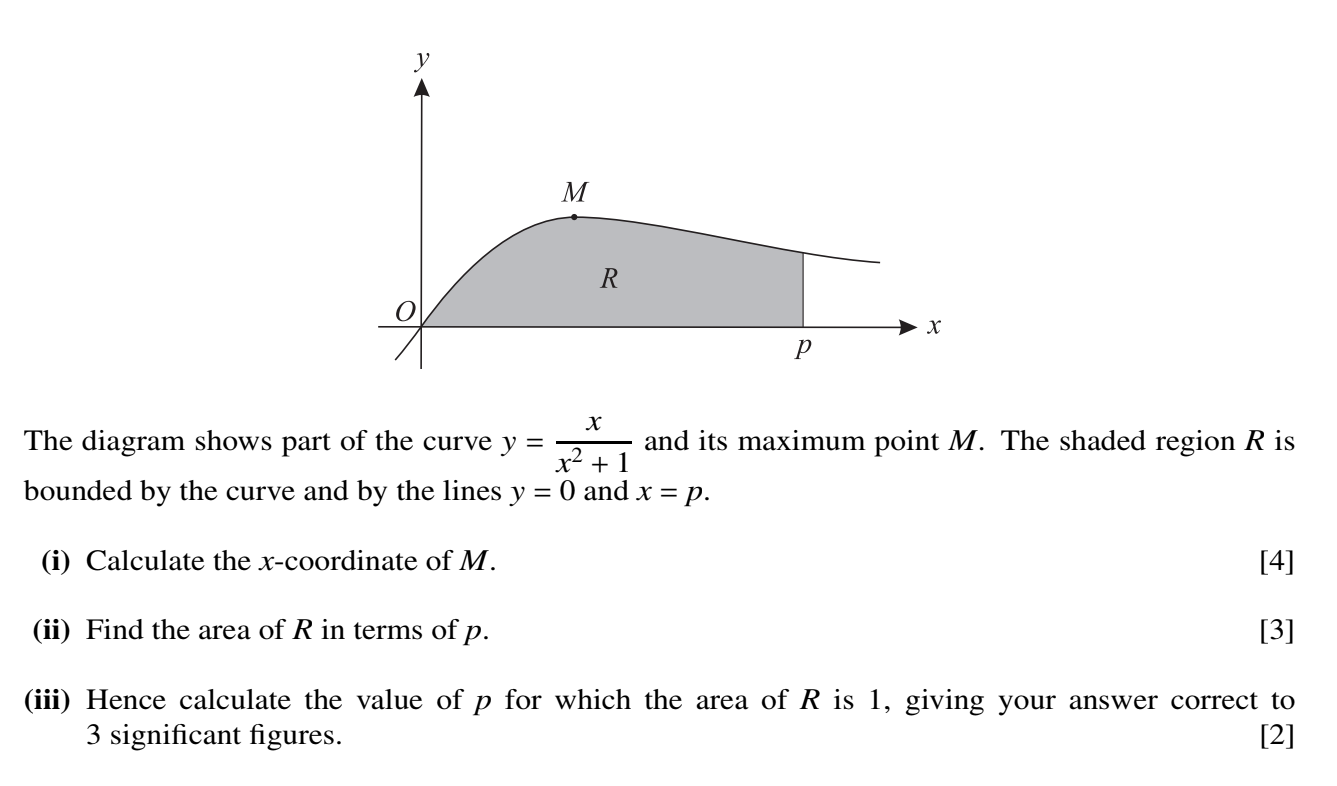 y
M
R
O
x
p
The diagram shows part of the curve y = x/(x² + 1) and its maximum point M. The shaded region R is
bounded by the curve and by the lines y = 0 and x = p.
(i) Calculate the x-coordinate of M. [4]
(ii) Find the area of R in terms of p. [3]
(iii) Hence calculate the value of p for which the area of R is 1, giving your answer correct to
3 significant figures. [2]